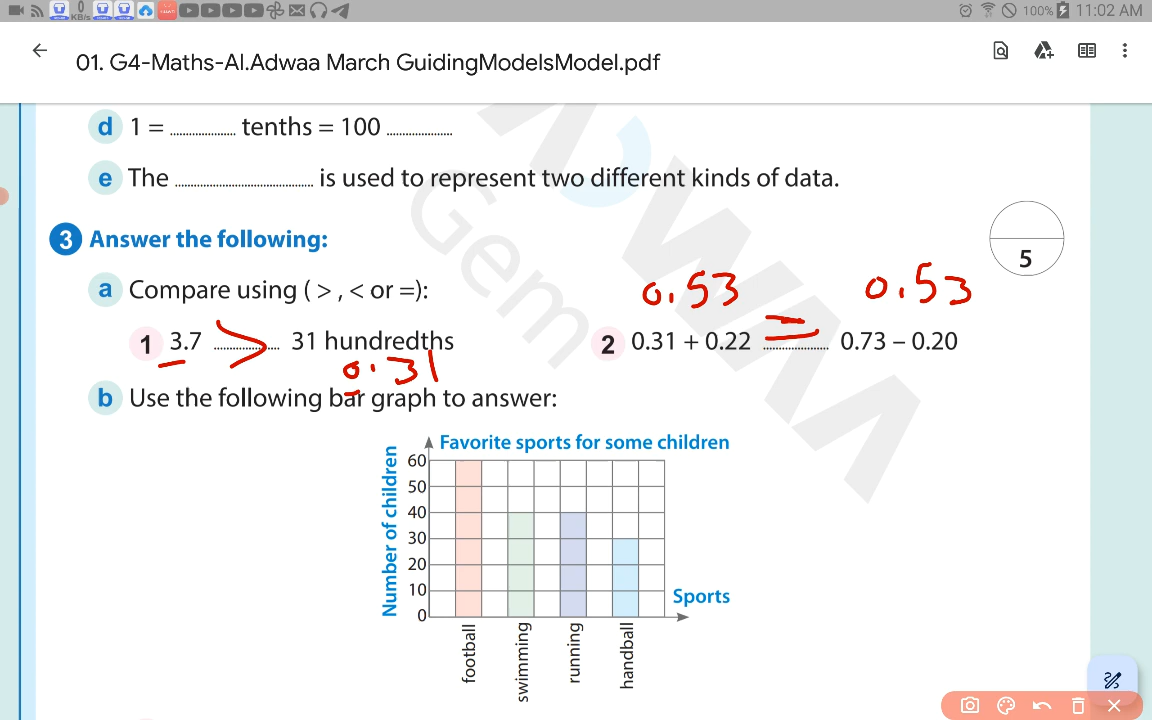 KB/s 0 100% 11:02 AM
01. G4-Maths-Al.Adwaa March GuidingModelsModel.pdf
d 1 = .................... tenths = 100 ....................
e The .......................................... is used to represent two different kinds of data.
3 Answer the following:
5
a Compare using ( > , < or =):
0.53 0.53
1 3.7 .................... > 31 hundredths 2 0.31 + 0.22 .................... = 0.73 – 0.20
0.31
b Use the following bar graph to answer:
Favorite sports for some children
Number of children
60
50
40
30
20
10
0
Sports
football
swimming
running
handball
ADWAA
Gem